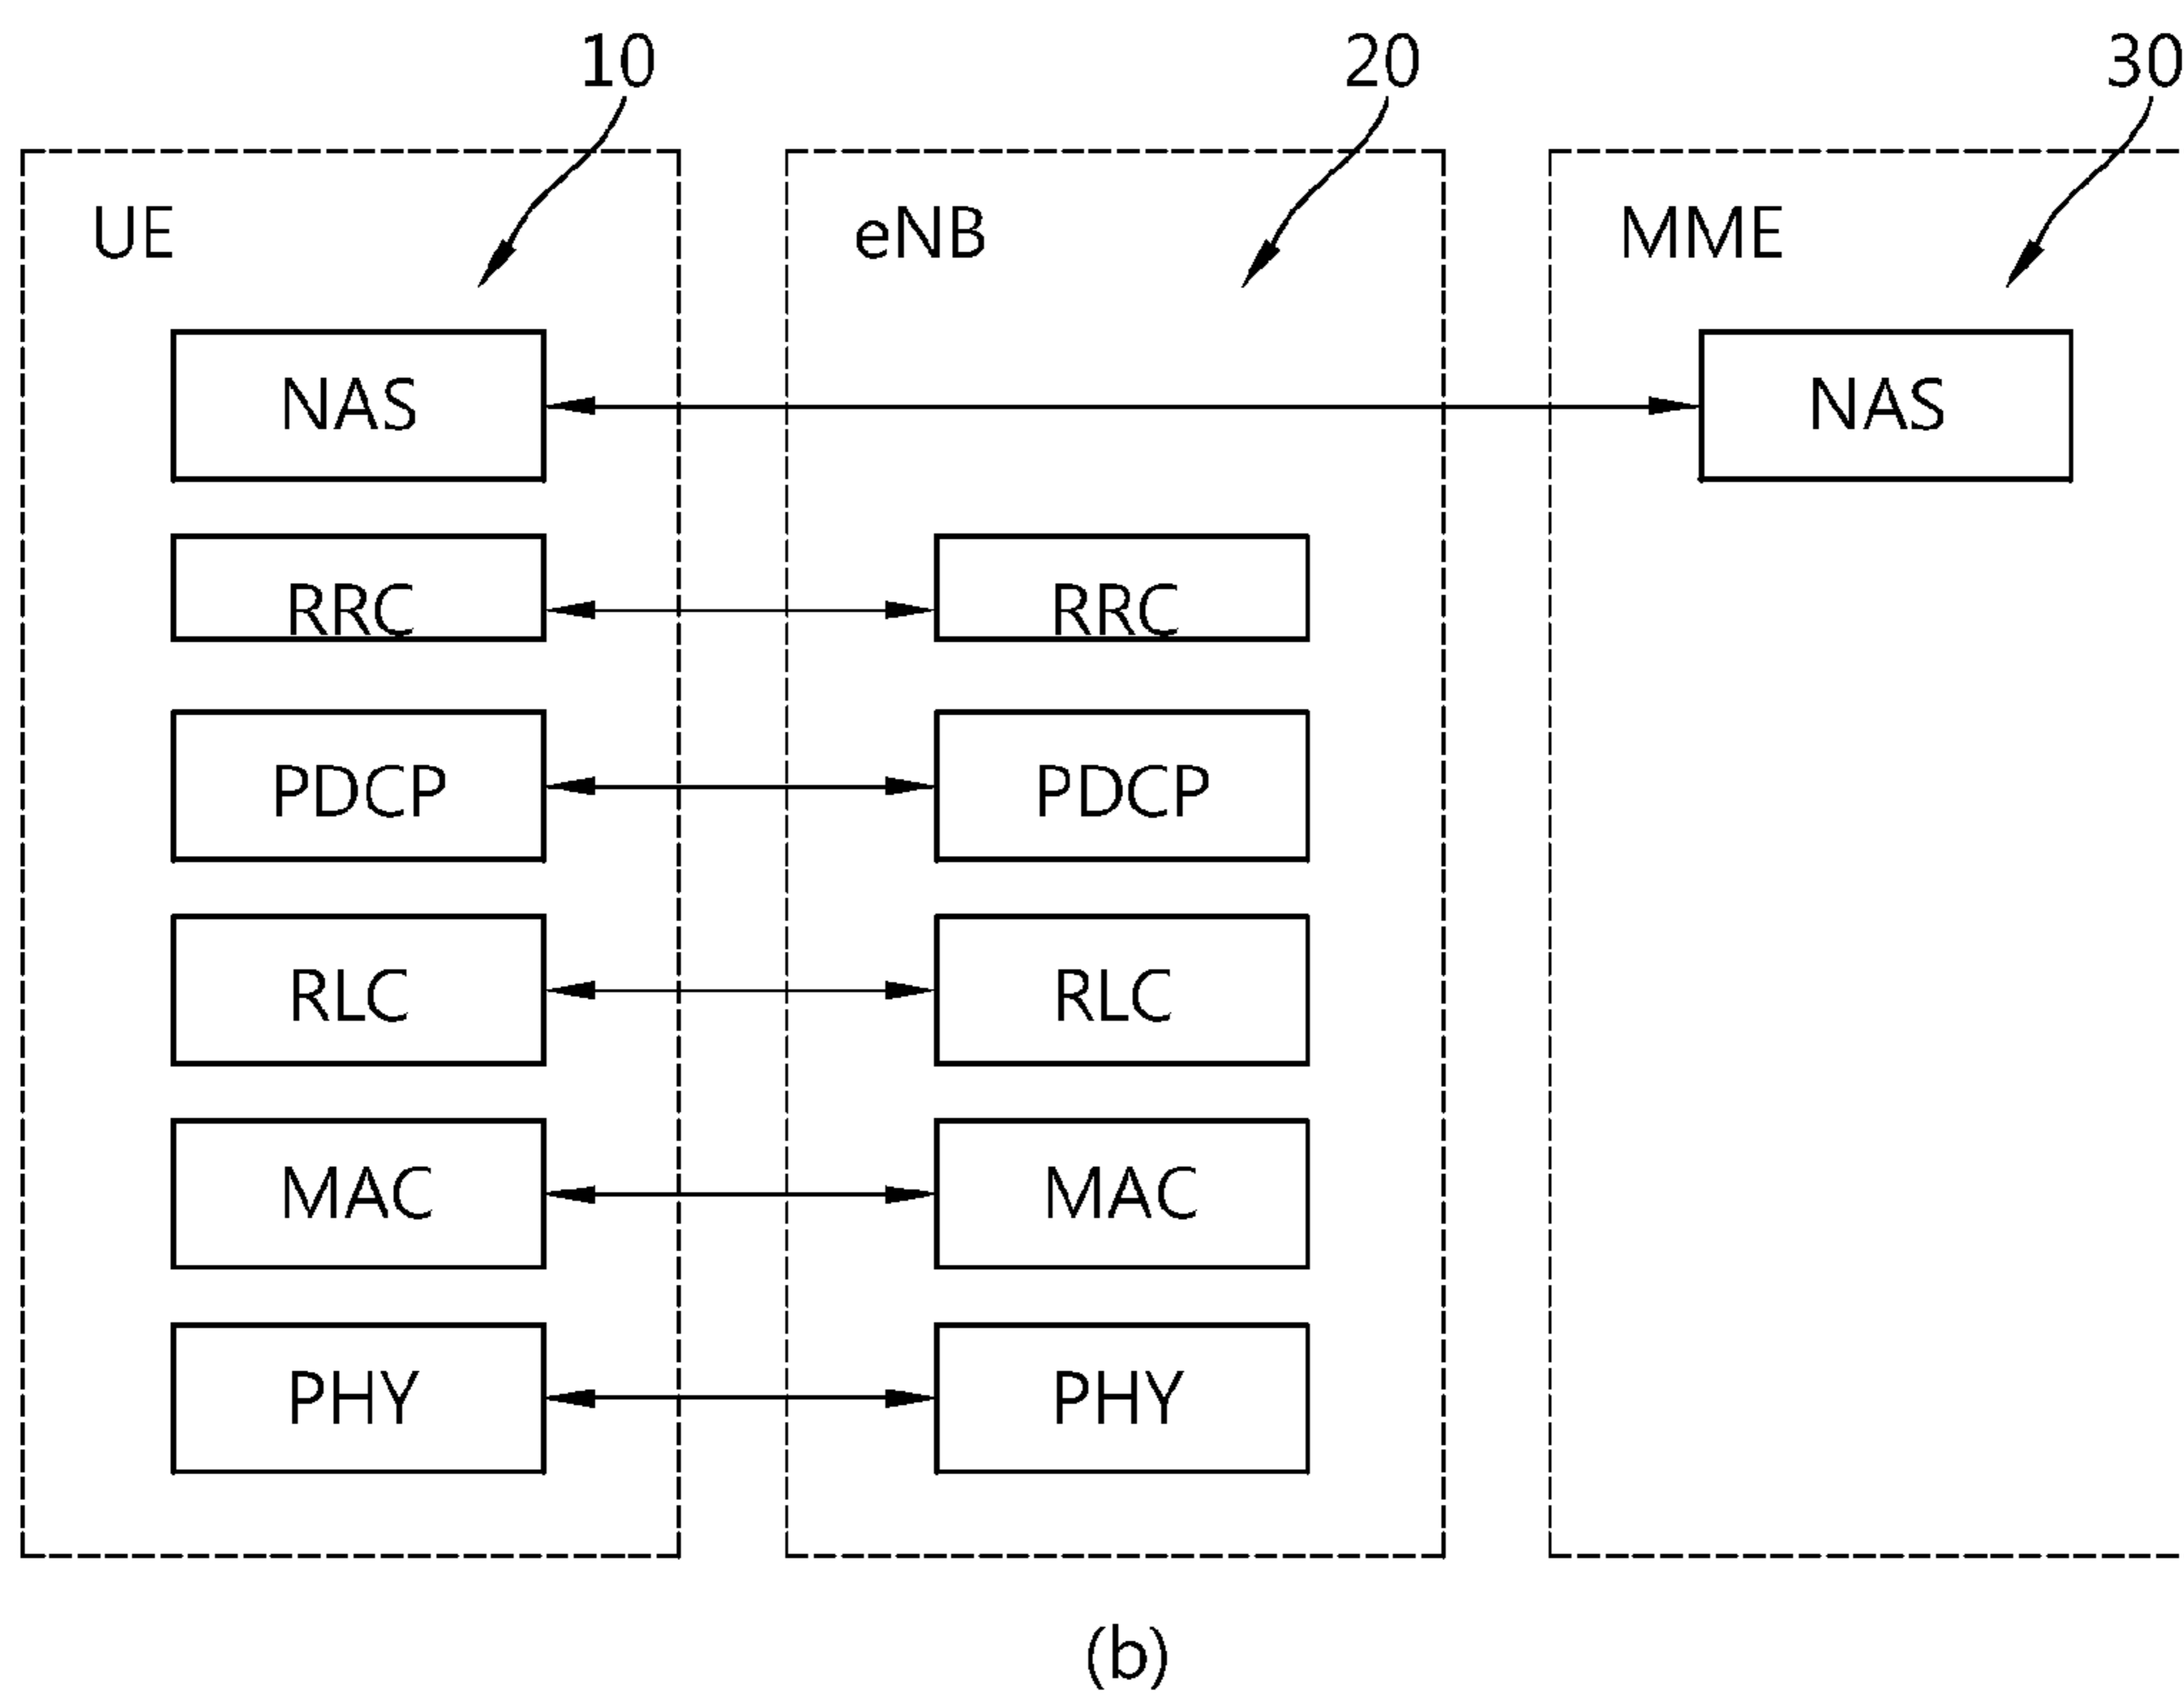 10 20 30
UE eNB MME
NAS NAS
RRC RRC
PDCP PDCP
RLC RLC
MAC MAC
PHY PHY
(b)